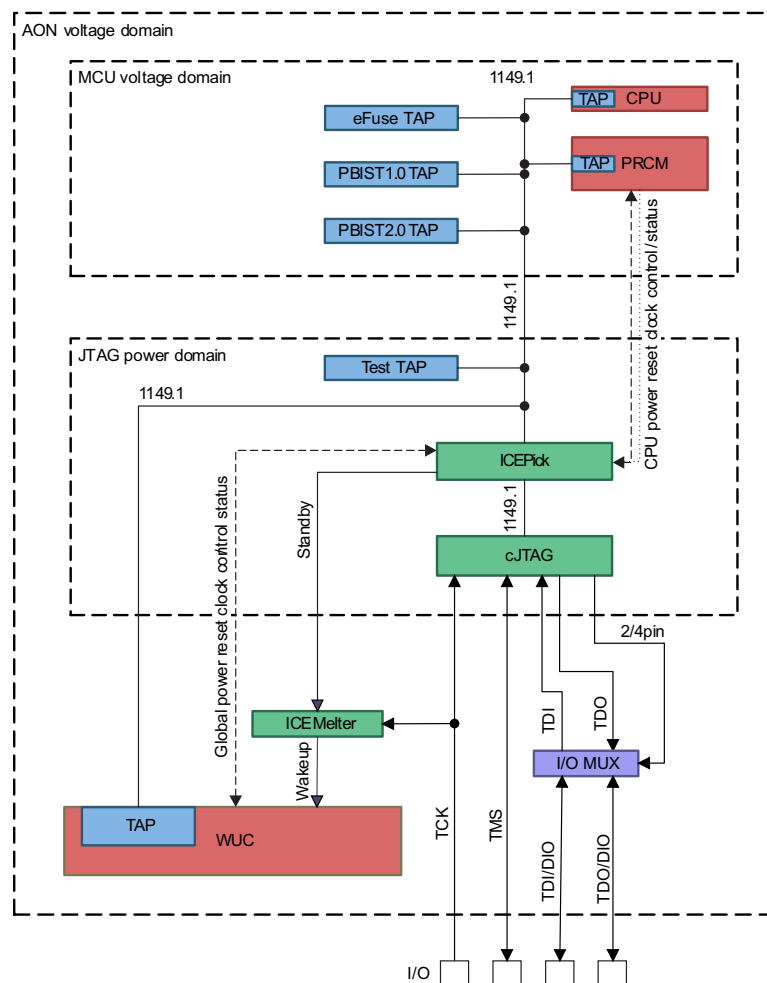 AON voltage domain
MCU voltage domain
1149.1
TAP CPU
eFuse TAP
TAP PRCM
PBIST1.0 TAP
PBIST2.0 TAP
CPU power reset clock control/status
1149.1
JTAG power domain
Test TAP
1149.1
ICEPick
Global power reset clock control status
Standby
1149.1
cJTAG
2/4pin
TDI
TDO
ICEMelter
I/O MUX
Wakeup
TAP
WUC
TCK
TMS
TDI/DIO
TDO/DIO
I/O